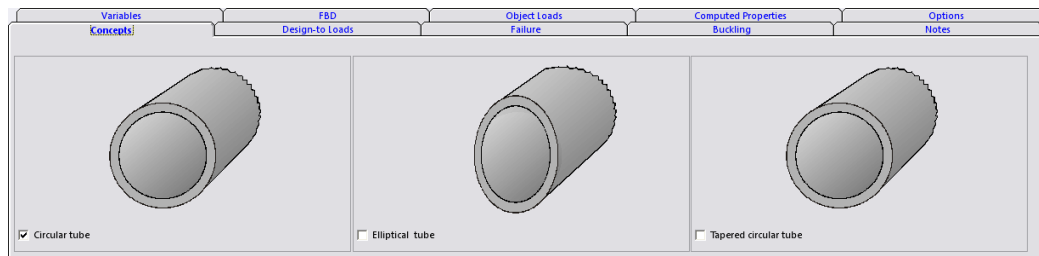 Variables FBD Object Loads Computed Properties Options
Concepts Design-to Loads Failure Buckling Notes
Circular tube Elliptical tube Tapered circular tube